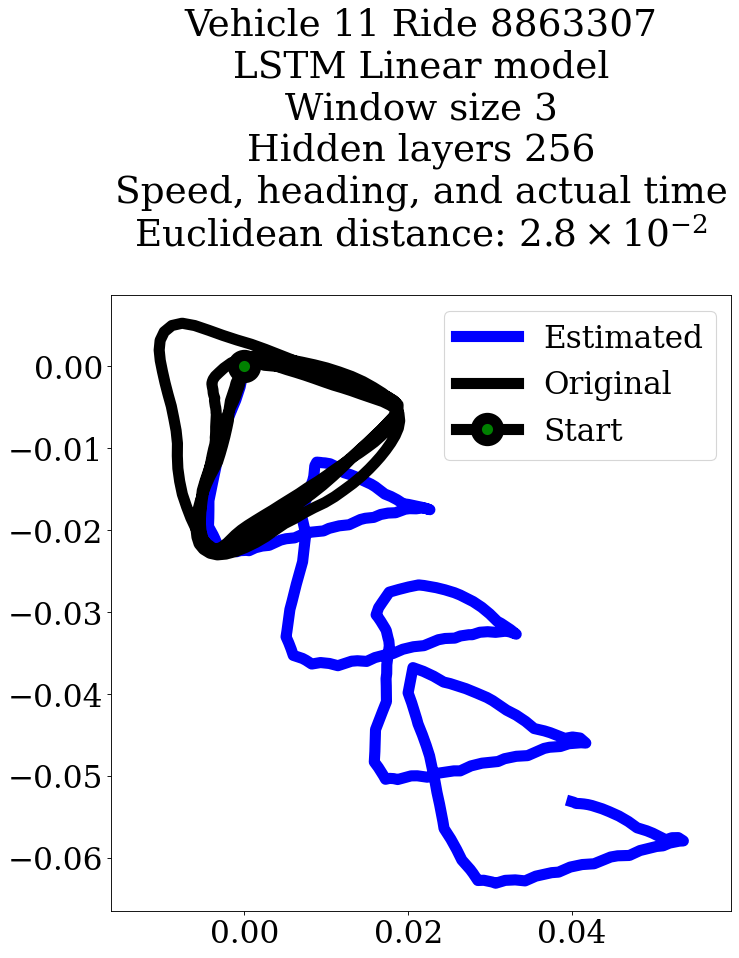 Vehicle 11 Ride 8863307
LSTM Linear model
Window size 3
Hidden layers 256
Speed, heading, and actual time
Euclidean distance: 2.8 × 10⁻²
Estimated
Original
Start
0.00
−0.01
−0.02
−0.03
−0.04
−0.05
−0.06
0.00 0.02 0.04